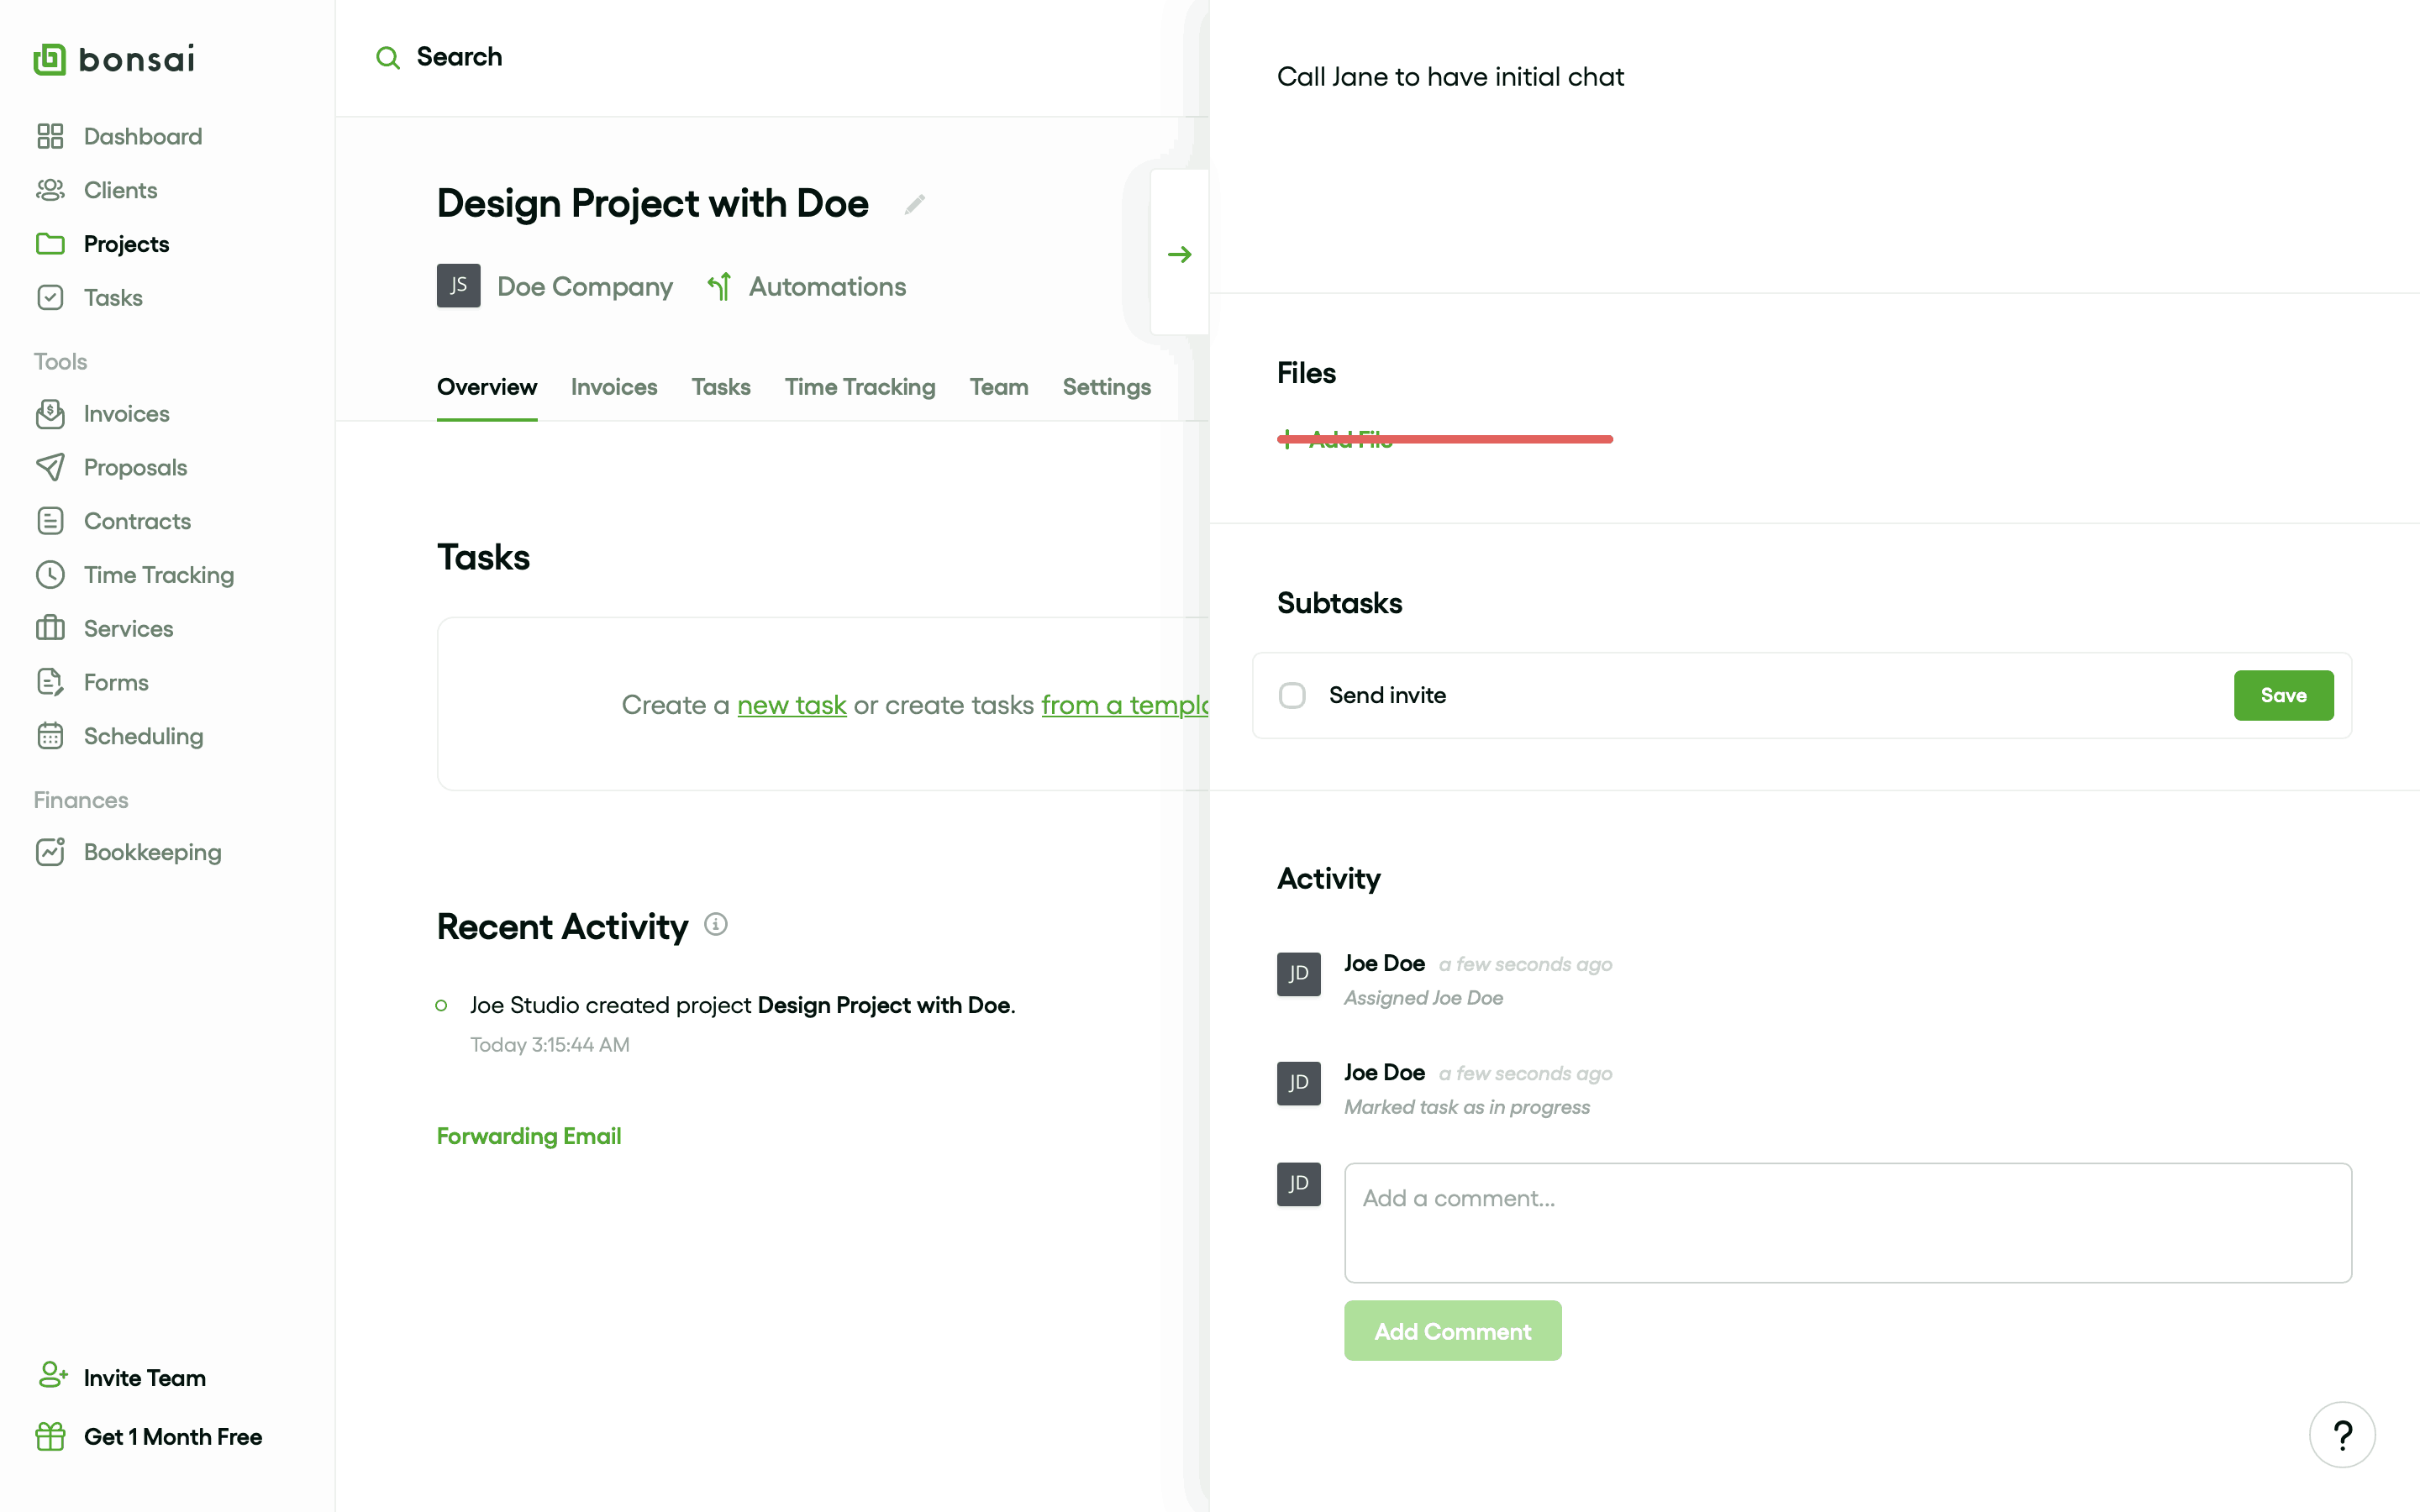 bonsai
Dashboard
Clients
Projects
Tasks
Tools
Invoices
Proposals
Contracts
Time Tracking
Services
Forms
Scheduling
Finances
Bookkeeping
Invite Team
Get 1 Month Free
Search
Design Project with Doe
JS Doe Company Automations
Overview Invoices Tasks Time Tracking Team Settings
Tasks
Create a new task or create tasks from a
Recent Activity
Joe Studio created project Design Project with Doe.
Today 3:15:44 AM
Forwarding Email
Call Jane to have initial chat
Files
+ Add File
Subtasks
Send invite Save
Activity
JD Joe Doe a few seconds ago
Assigned Joe Doe
JD Joe Doe a few seconds ago
Marked task as in progress
JD Add a comment...
Add Comment
?